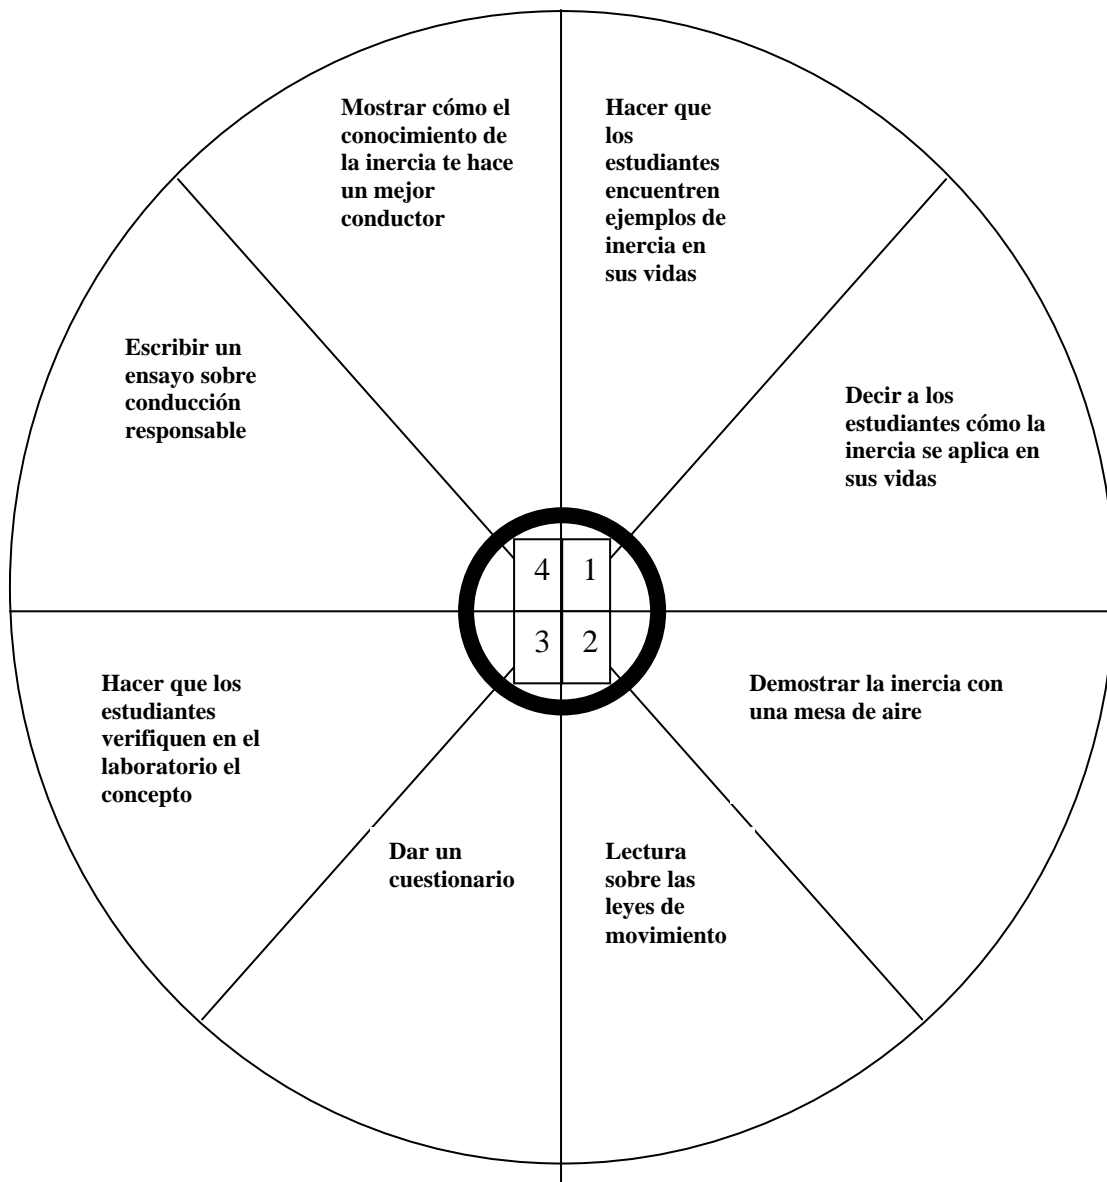 Mostrar cómo el
conocimiento de
la inercia te hace
un mejor
conductor
Hacer que
los
estudiantes
encuentren
ejemplos de
inercia en
sus vidas
Escribir un
ensayo sobre
conducción
responsable
Decir a los
estudiantes cómo la
inercia se aplica en
sus vidas
4 1
3 2
Hacer que los
estudiantes
verifiquen en el
laboratorio el
concepto
Demostrar la inercia con
una mesa de aire
Dar un
cuestionario
Lectura
sobre las
leyes de
movimiento